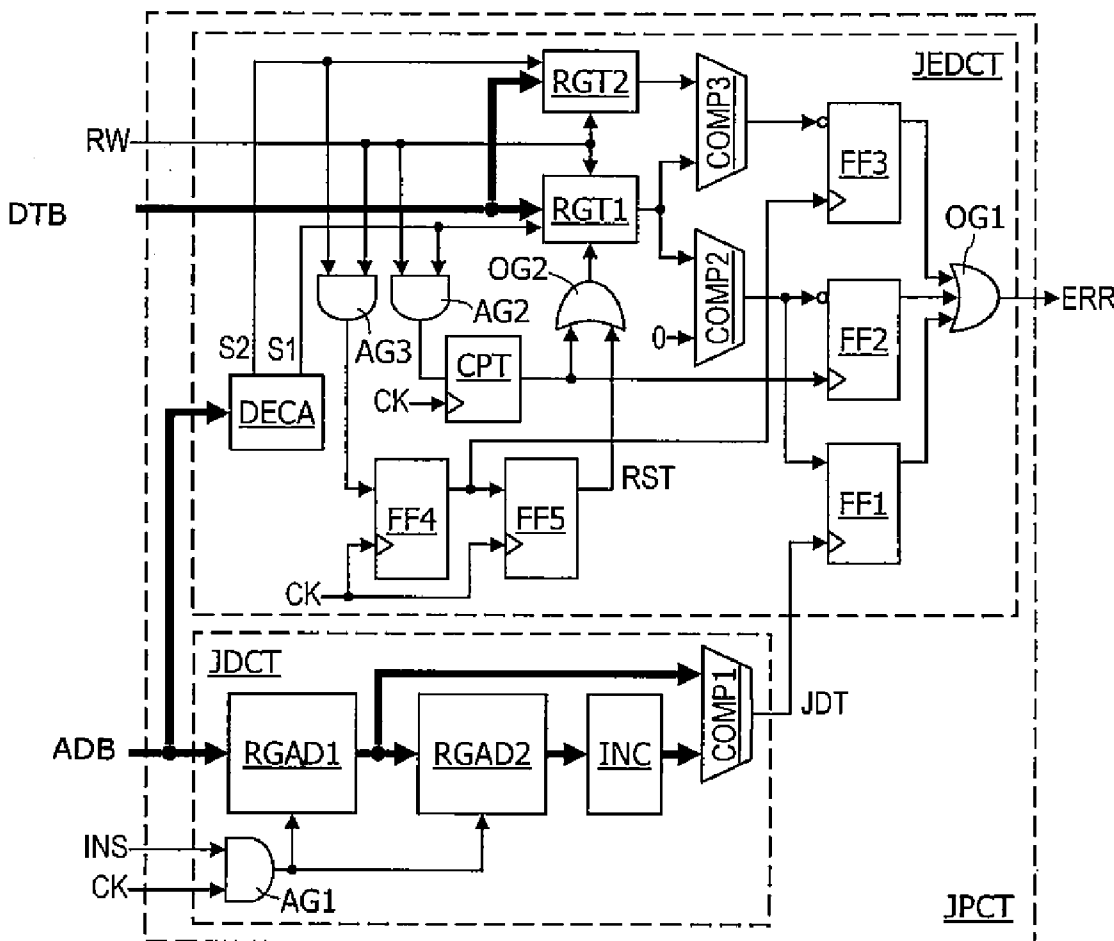 JEDCT
RGT2
COMP3
RW
FF3
DTB
RGT1
OG1
OG2
COMP2
ERR
AG2
AG3
0
FF2
S2
S1
CPT
CK
DECA
RST
FF4
FF5
FF1
CK
JDCT
COMP1
JDT
ADB
RGAD1
RGAD2
INC
INS
CK
AG1
JPCT